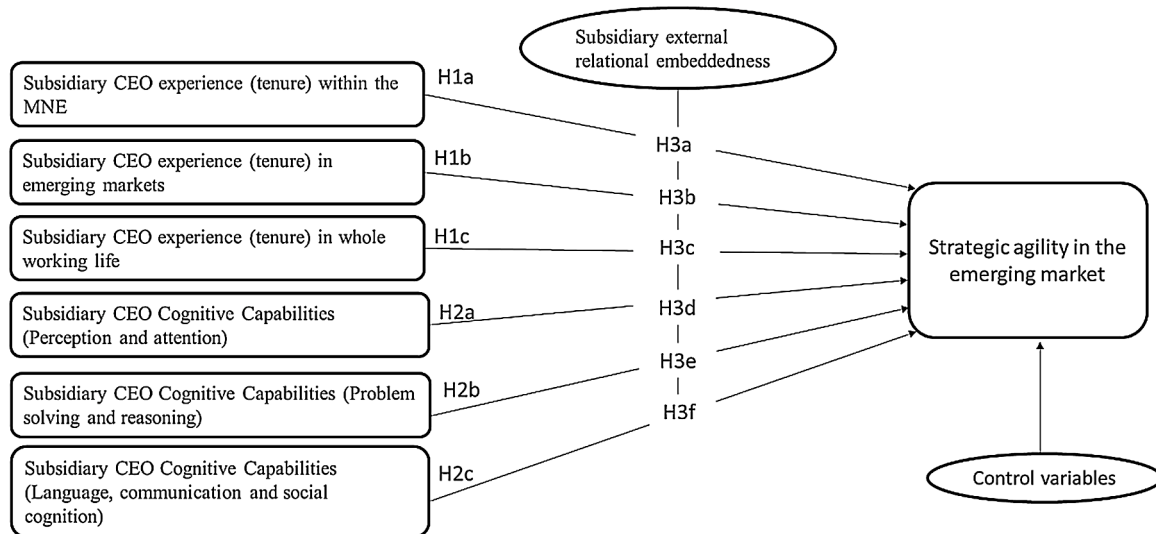 Subsidiary external
relational embeddedness
Subsidiary CEO experience (tenure) within the
MNE
H1a
H3a
Subsidiary CEO experience (tenure) in
emerging markets
H1b
H3b
Subsidiary CEO experience (tenure) in whole
working life
H1c
H3c
Subsidiary CEO Cognitive Capabilities
(Perception and attention)
H2a
H3d
Subsidiary CEO Cognitive Capabilities (Problem
solving and reasoning)
H2b
H3e
Subsidiary CEO Cognitive Capabilities
(Language, communication and social
cognition)
H2c
H3f
Strategic agility in the
emerging market
Control variables